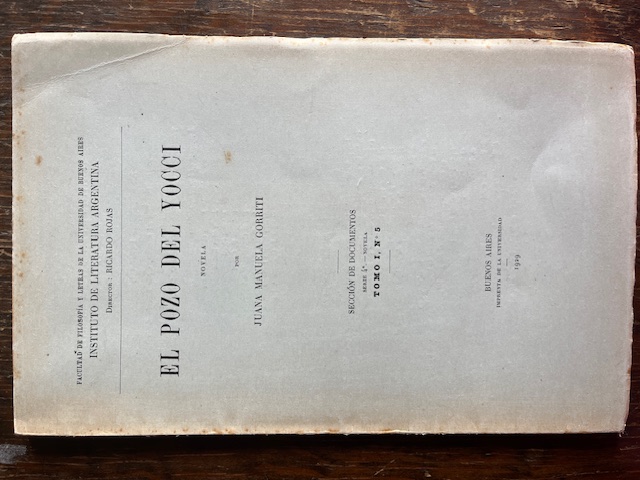 FACULTAD DE FILOSOFÍA Y LETRAS DE LA UNIVERSIDAD DE BUENOS AIRES
INSTITUTO DE LITERATURA ARGENTINA
DIRECTOR : RICARDO ROJAS
EL POZO DEL YOCCI
NOVELA
POR
JUANA MANUELA GORRITI
SECCIÓN DE DOCUMENTOS
SERIE 4ª — NOVELA
TOMO I, Nº 5
BUENOS AIRES
IMPRENTA DE LA UNIVERSIDAD
1929